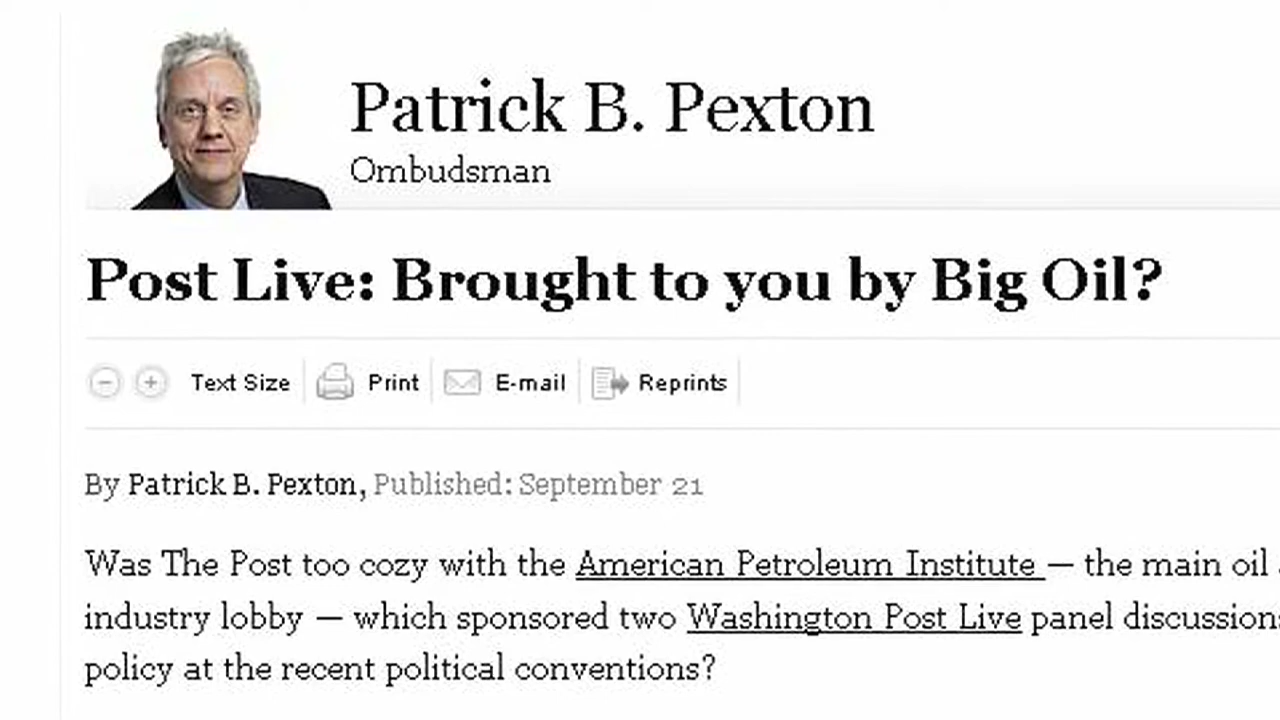 Patrick B. Pexton
Ombudsman
Post Live: Brought to you by Big Oil?
Text Size Print E-mail Reprints
By Patrick B. Pexton, Published: September 21
Was The Post too cozy with the American Petroleum Institute — the main oil
industry lobby — which sponsored two Washington Post Live panel discussions
policy at the recent political conventions?